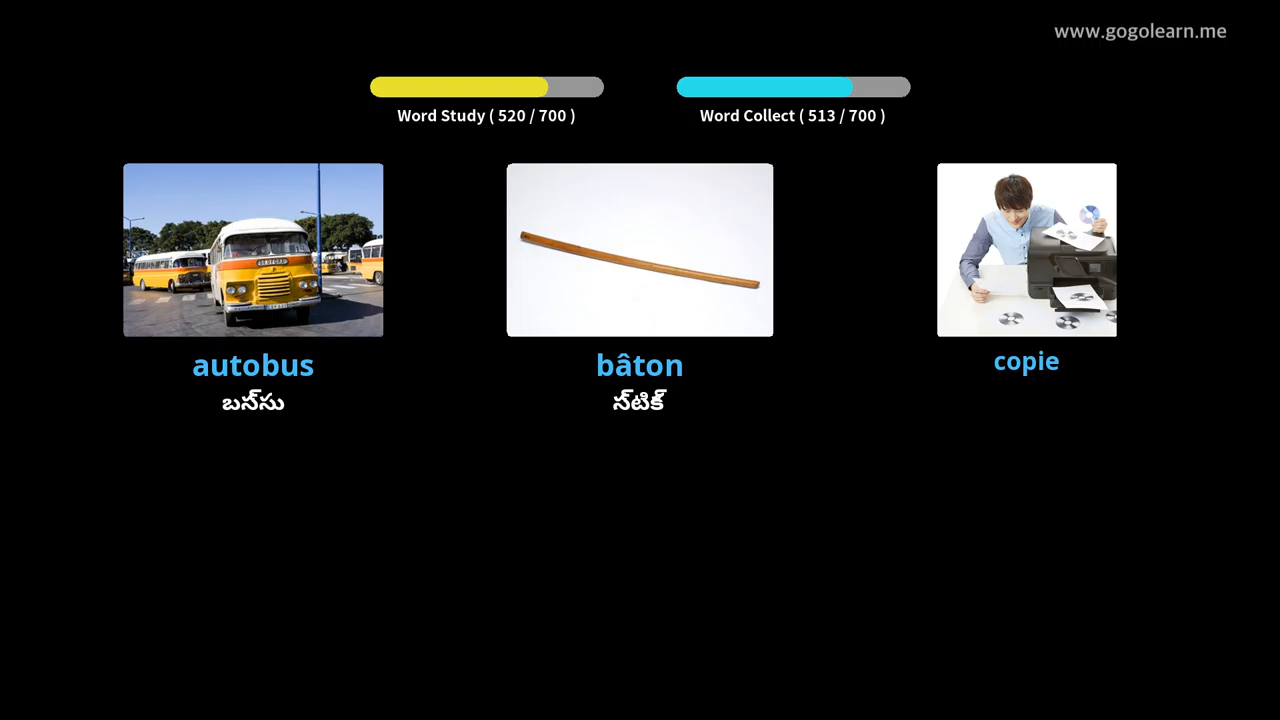 www.gogolearn.me
Word Study ( 520 / 700 )
Word Collect ( 513 / 700 )
autobus
bâton
copie
బస్‌సు
స్‌టిక్